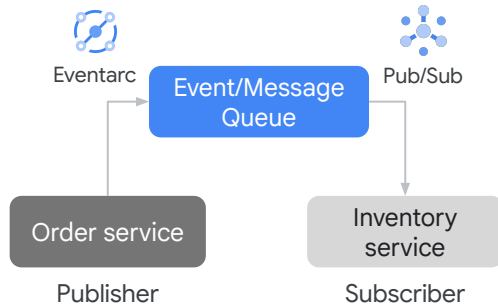 Eventarc
Pub/Sub
Event/Message
Queue
Order service
Inventory
service
Publisher
Subscriber